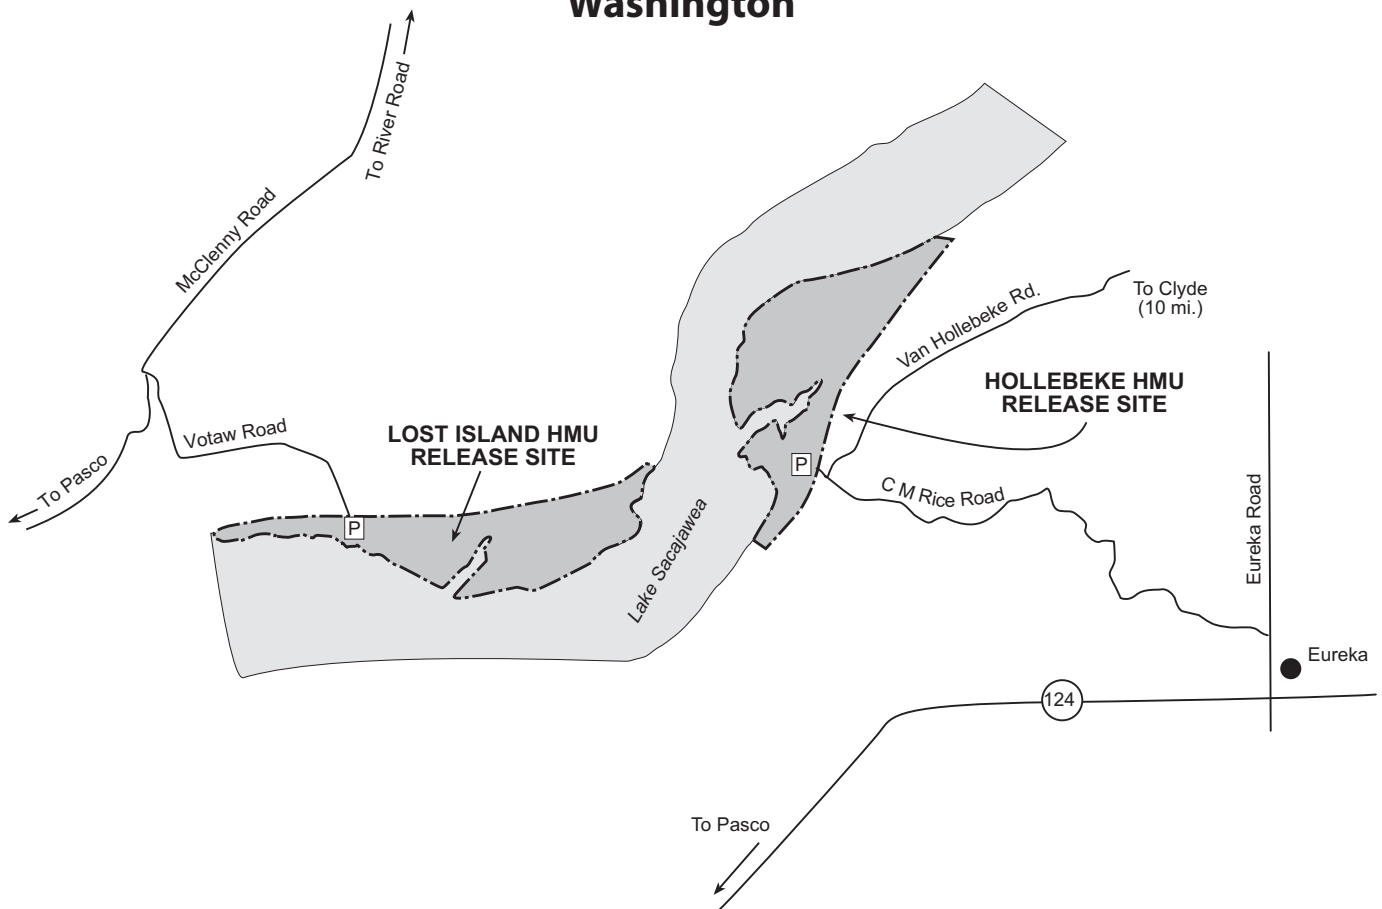 Washington
To River Road
McClenny Road
To Clyde
(10 mi.)
Van Hollebeke Rd.
HOLLEBEKE HMU
RELEASE SITE
LOST ISLAND HMU
RELEASE SITE
Votaw Road
To Pasco
P
P
C M Rice Road
Eureka Road
Lake Sacajawea
Eureka
124
To Pasco